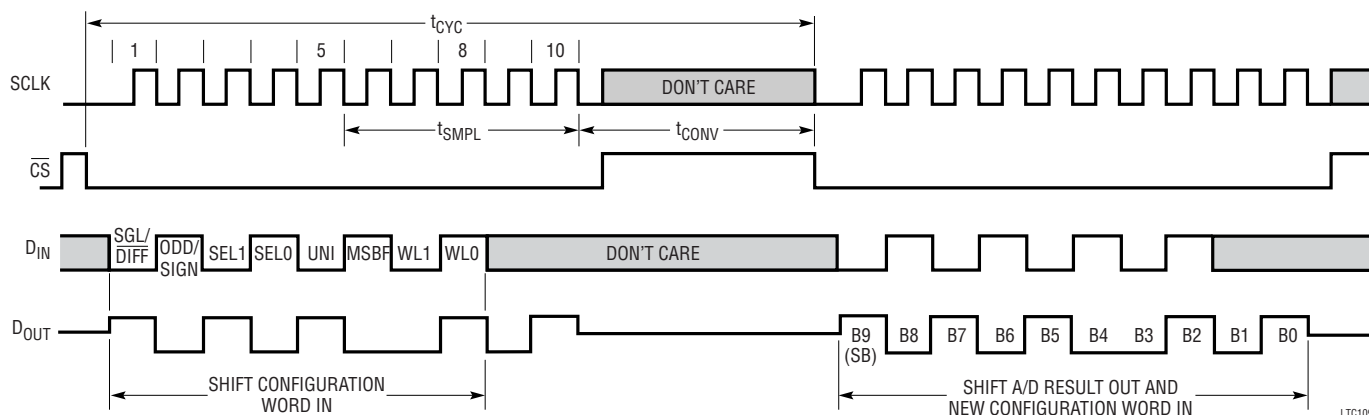 tCYC
1 5 8 10
SCLK
DON'T CARE
tSMPL tCONV
CS
DIN
SGL/
DIFF
ODD/
SIGN
SEL1 SEL0 UNI MSBF WL1 WL0 DON'T CARE
DOUT
B9
(SB)
B8 B7 B6 B5 B4 B3 B2 B1 B0
SHIFT CONFIGURATION
WORD IN
SHIFT A/D RESULT OUT AND
NEW CONFIGURATION WORD IN